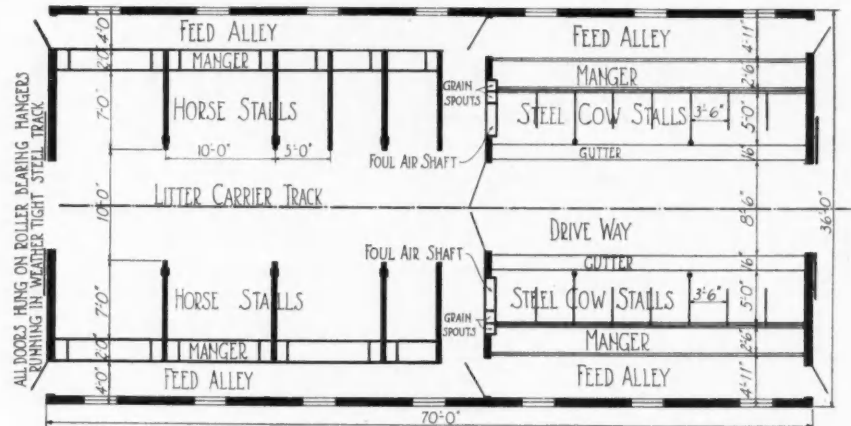 ALL DOORS HUNG ON ROLLER BEARING HANGERS
RUNNING IN WEATHER TIGHT STEEL TRACK
FEED ALLEY
4'-0"
MANGER
2'0"
7'-0"
HORSE STALLS
10'-0"
5'-0"
LITTER CARRIER TRACK
10'-0"
HORSE STALLS
7'-0"
MANGER
2'0"
FEED ALLEY
4'-0"
FEED ALLEY
4'-11"
MANGER
2'-6"
GRAIN
SPOUTS
STEEL COW STALLS
3'-6"
5'-0"
FOUL AIR SHAFT
GUTTER
16"
DRIVE WAY
8'-6"
36'-0"
FOUL AIR SHAFT
GUTTER
16"
STEEL COW STALLS
3'-6"
5'-0"
GRAIN
SPOUTS
MANGER
2'-6"
FEED ALLEY
4'-11"
70'-0"